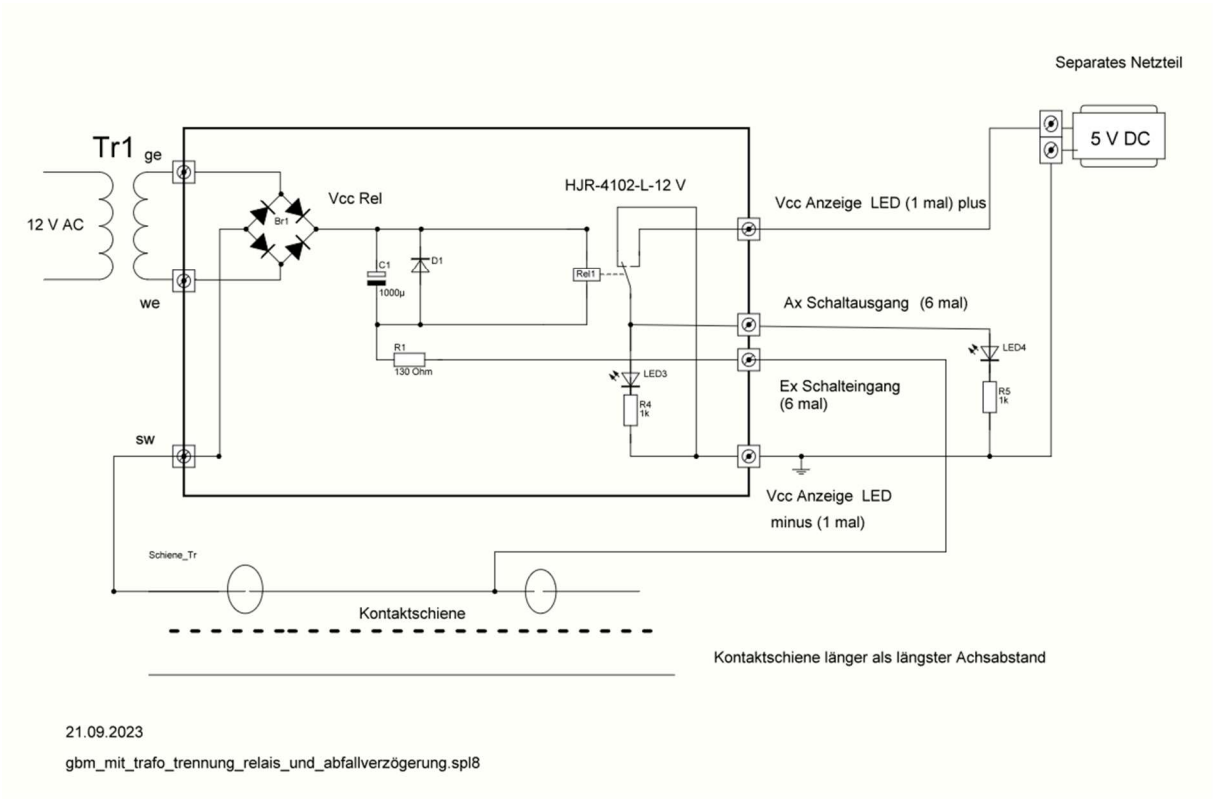 Separates Netzteil
5 V DC
Tr1
ge
12 V AC
we
Br1
Vcc Rel
HJR-4102-L-12 V
Vcc Anzeige LED (1 mal) plus
C1
1000µ
D1
Rel1
Ax Schaltausgang (6 mal)
R1
130 Ohm
LED3
R4
1k
LED4
R5
1k
Ex Schalteingang
(6 mal)
sw
Vcc Anzeige LED
minus (1 mal)
Schiene_Tr
Kontaktschiene
Kontaktschiene länger als längster Achsabstand
21.09.2023
gbm_mit_trafo_trennung_relais_und_abfallverzögerung.spl8